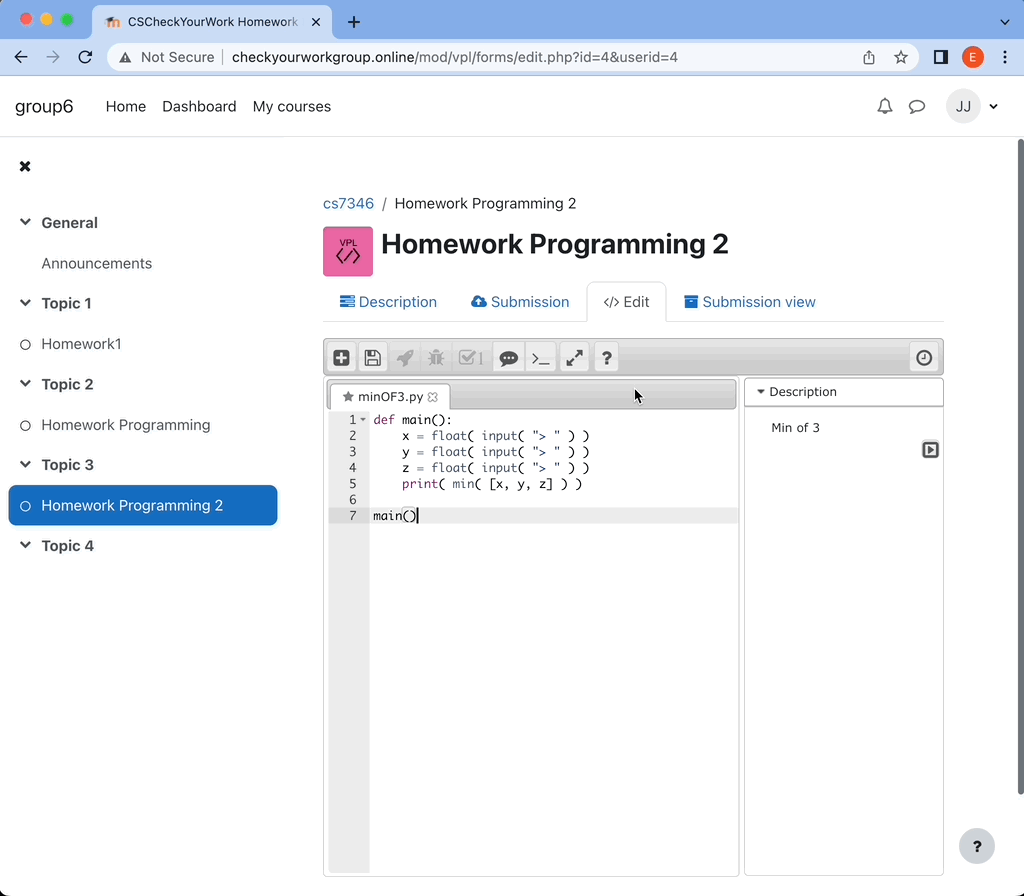 CSCheckYourWork Homework
Not Secure checkyourworkgroup.online/mod/vpl/forms/edit.php?id=4&userid=4
E
group6 Home Dashboard My courses
JJ
General
Announcements
Topic 1
Homework1
Topic 2
Homework Programming
Topic 3
Homework Programming 2
Topic 4
cs7346 / Homework Programming 2
VPL
Homework Programming 2
Description Submission </> Edit Submission view
1 >_ ?
minOF3.py
Description
Min of 3
1 def main():
2 x = float( input( "> " ) )
3 y = float( input( "> " ) )
4 z = float( input( "> " ) )
5 print( min( [x, y, z] ) )
6
7 main()
?